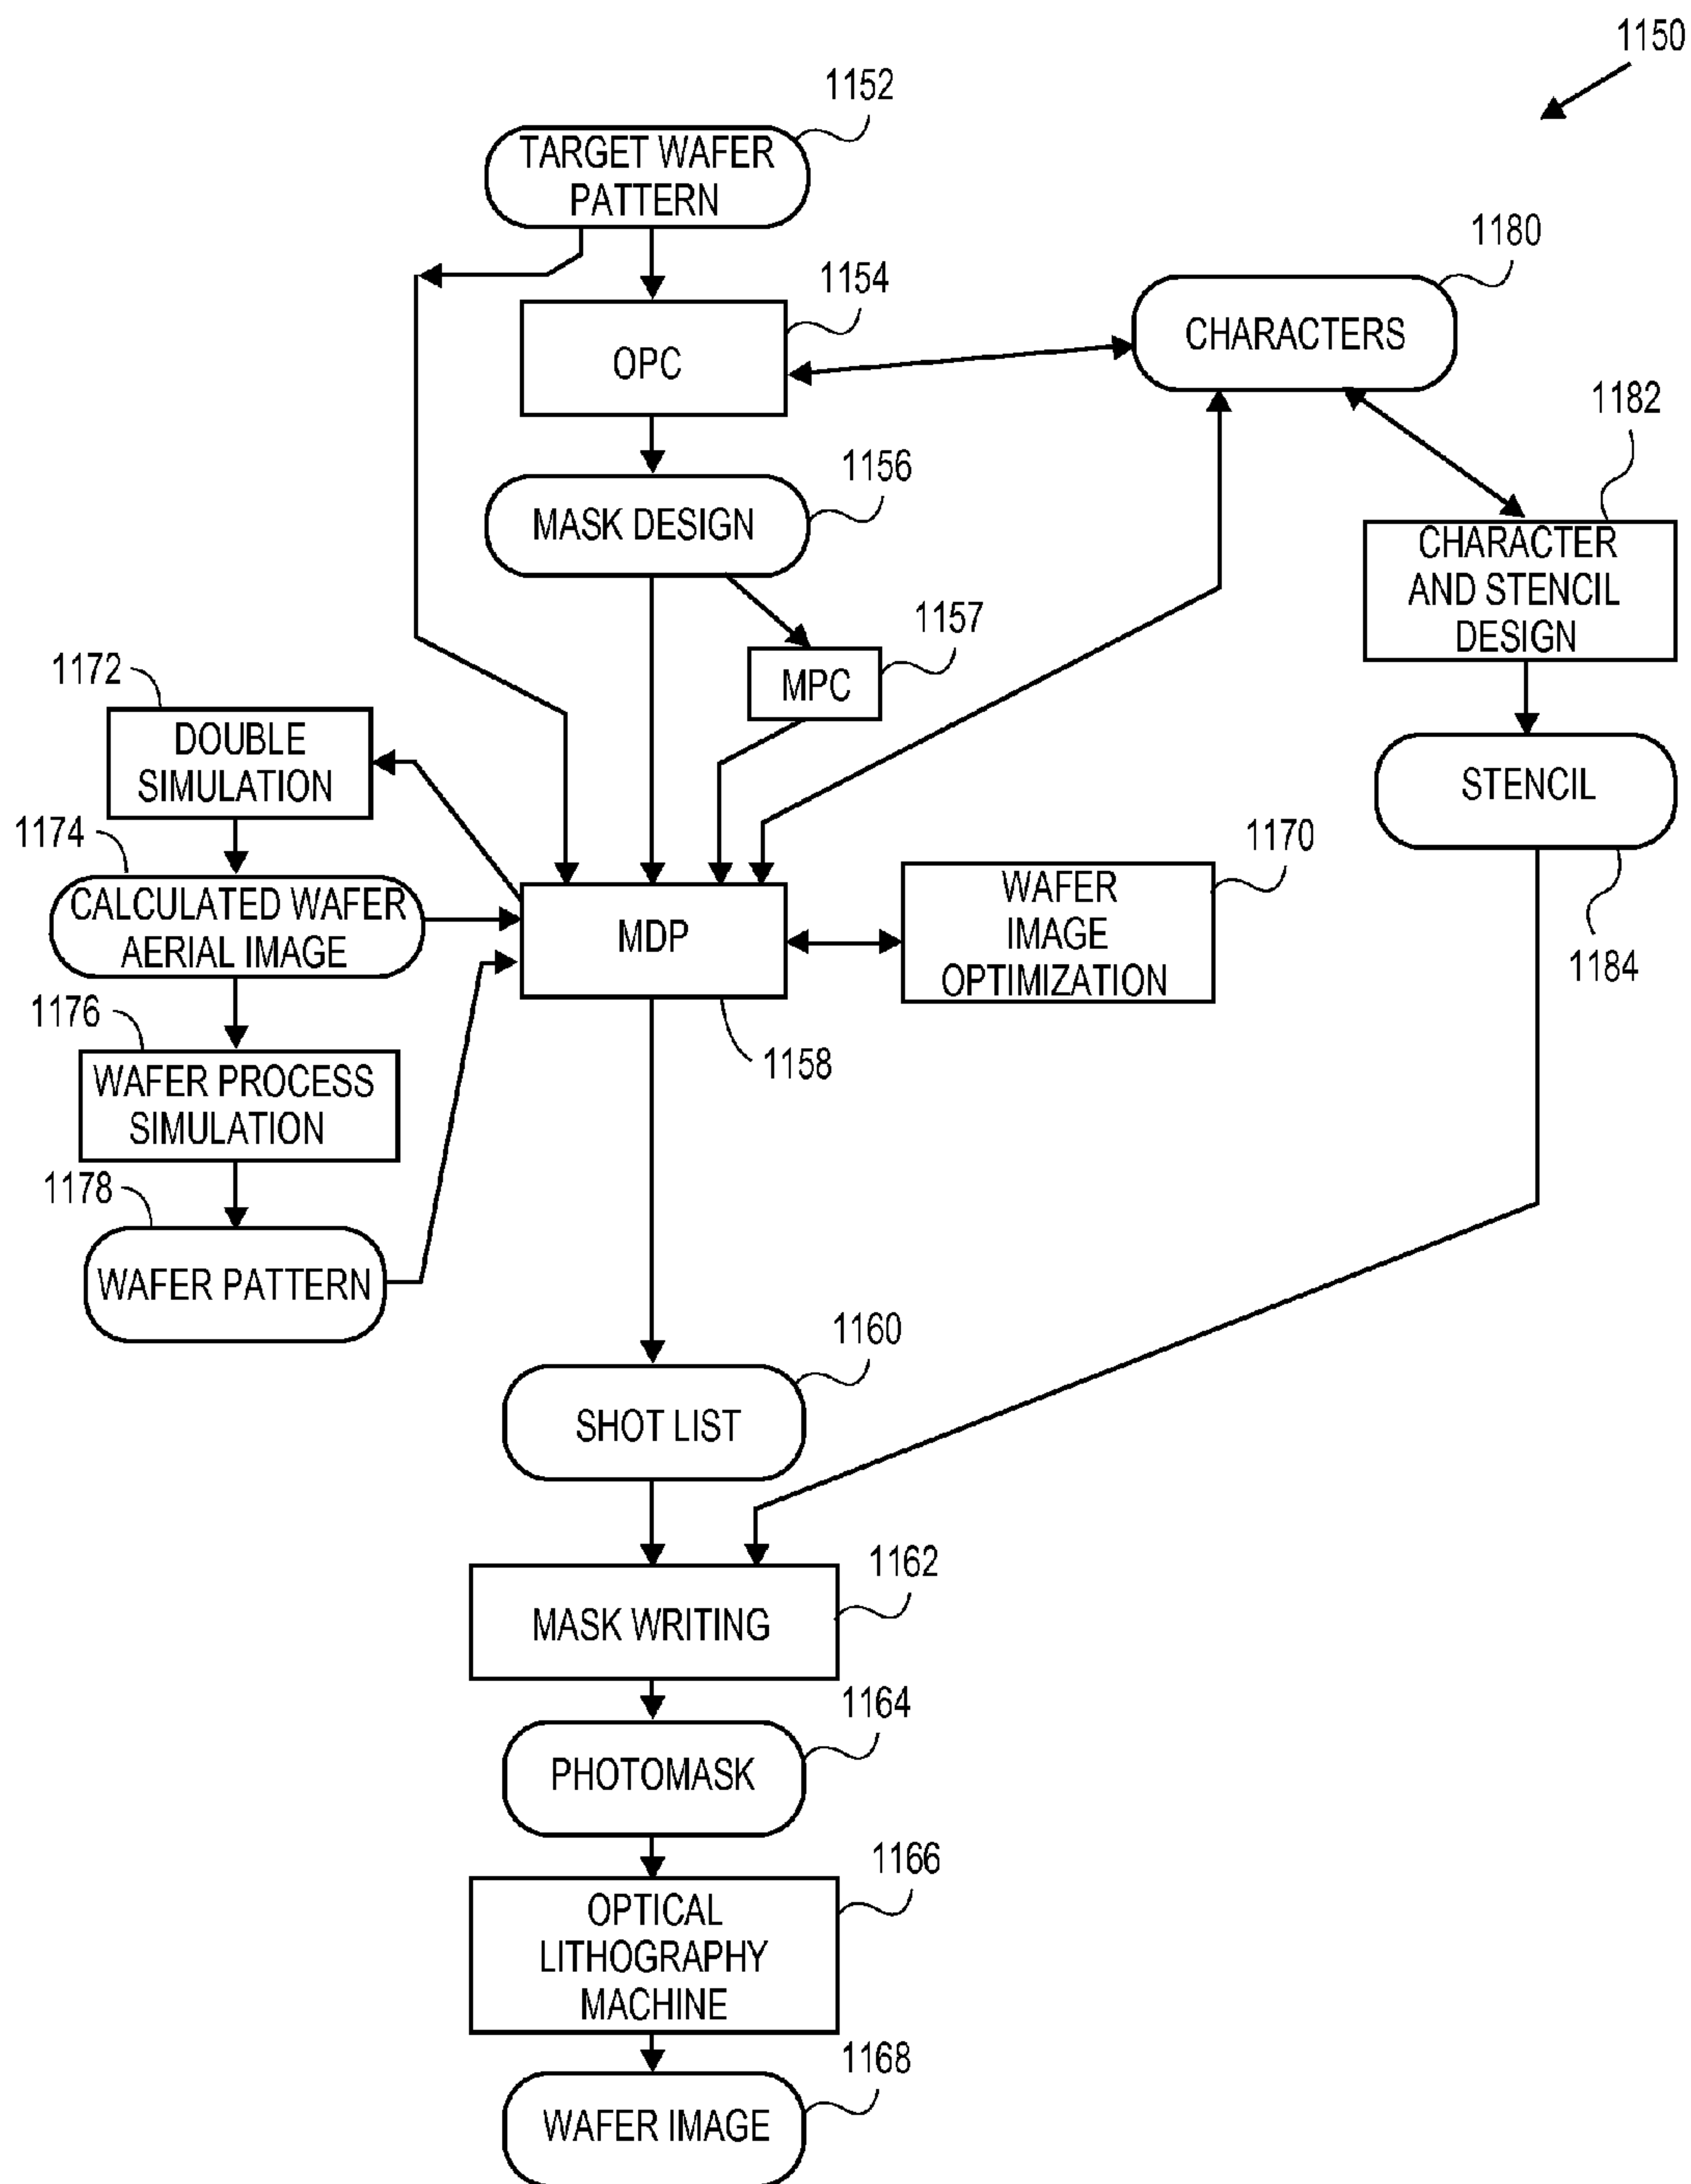 1150
1152
TARGET WAFER
PATTERN
1180
1154
OPC
CHARACTERS
1182
1156
MASK DESIGN
CHARACTER
AND STENCIL
DESIGN
1157
MPC
1172
DOUBLE
SIMULATION
STENCIL
1184
1174
CALCULATED WAFER
AERIAL IMAGE
MDP
1158
1170
WAFER
IMAGE
OPTIMIZATION
1176
WAFER PROCESS
SIMULATION
1178
WAFER PATTERN
1160
SHOT LIST
1162
MASK WRITING
1164
PHOTOMASK
1166
OPTICAL
LITHOGRAPHY
MACHINE
1168
WAFER IMAGE